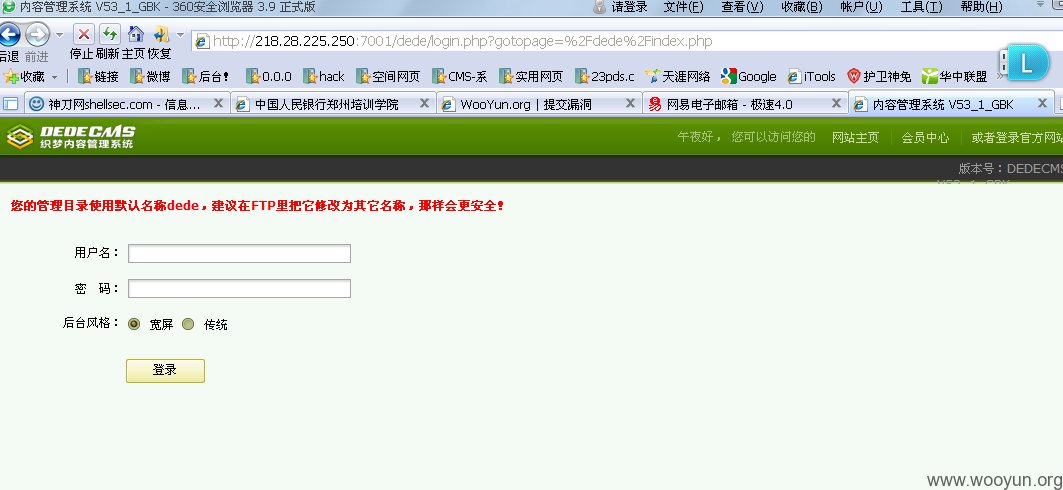 内容管理系统 V53_1_GBK - 360安全浏览器 3.9 正式版 请登录 文件(F) 查看(V) 收藏(B) 帐户(U) 工具(T) 帮助(H)
后退 前进 停止 刷新 主页 恢复 http://218.28.225.250:7001/dede/login.php?gotopage=%2Fdede%2Findex.php
收藏 链接 微博 后台! 0.0.0 hack 空间网页 CMS-系 实用网页 23pds.c 天涯网络 Google iTools 护卫神免 华中联盟 »
L
神刀网shellsec.com - 信息... 中国人民银行郑州培训学院 WooYun.org | 提交漏洞 网易电子邮箱 - 极速4.0 内容管理系统 V53_1_GBK
DEDECMS
织梦内容管理系统
午夜好， 您可以访问您的 网站主页 会员中心 或者登录官方网站
版本号：DEDECMS
V53_1_GBK
您的管理目录使用默认名称dede，建议在FTP里把它修改为其它名称，那样会更安全！
用户名：
密 码：
后台风格： 宽屏 传统
登录
www.wooyun.org